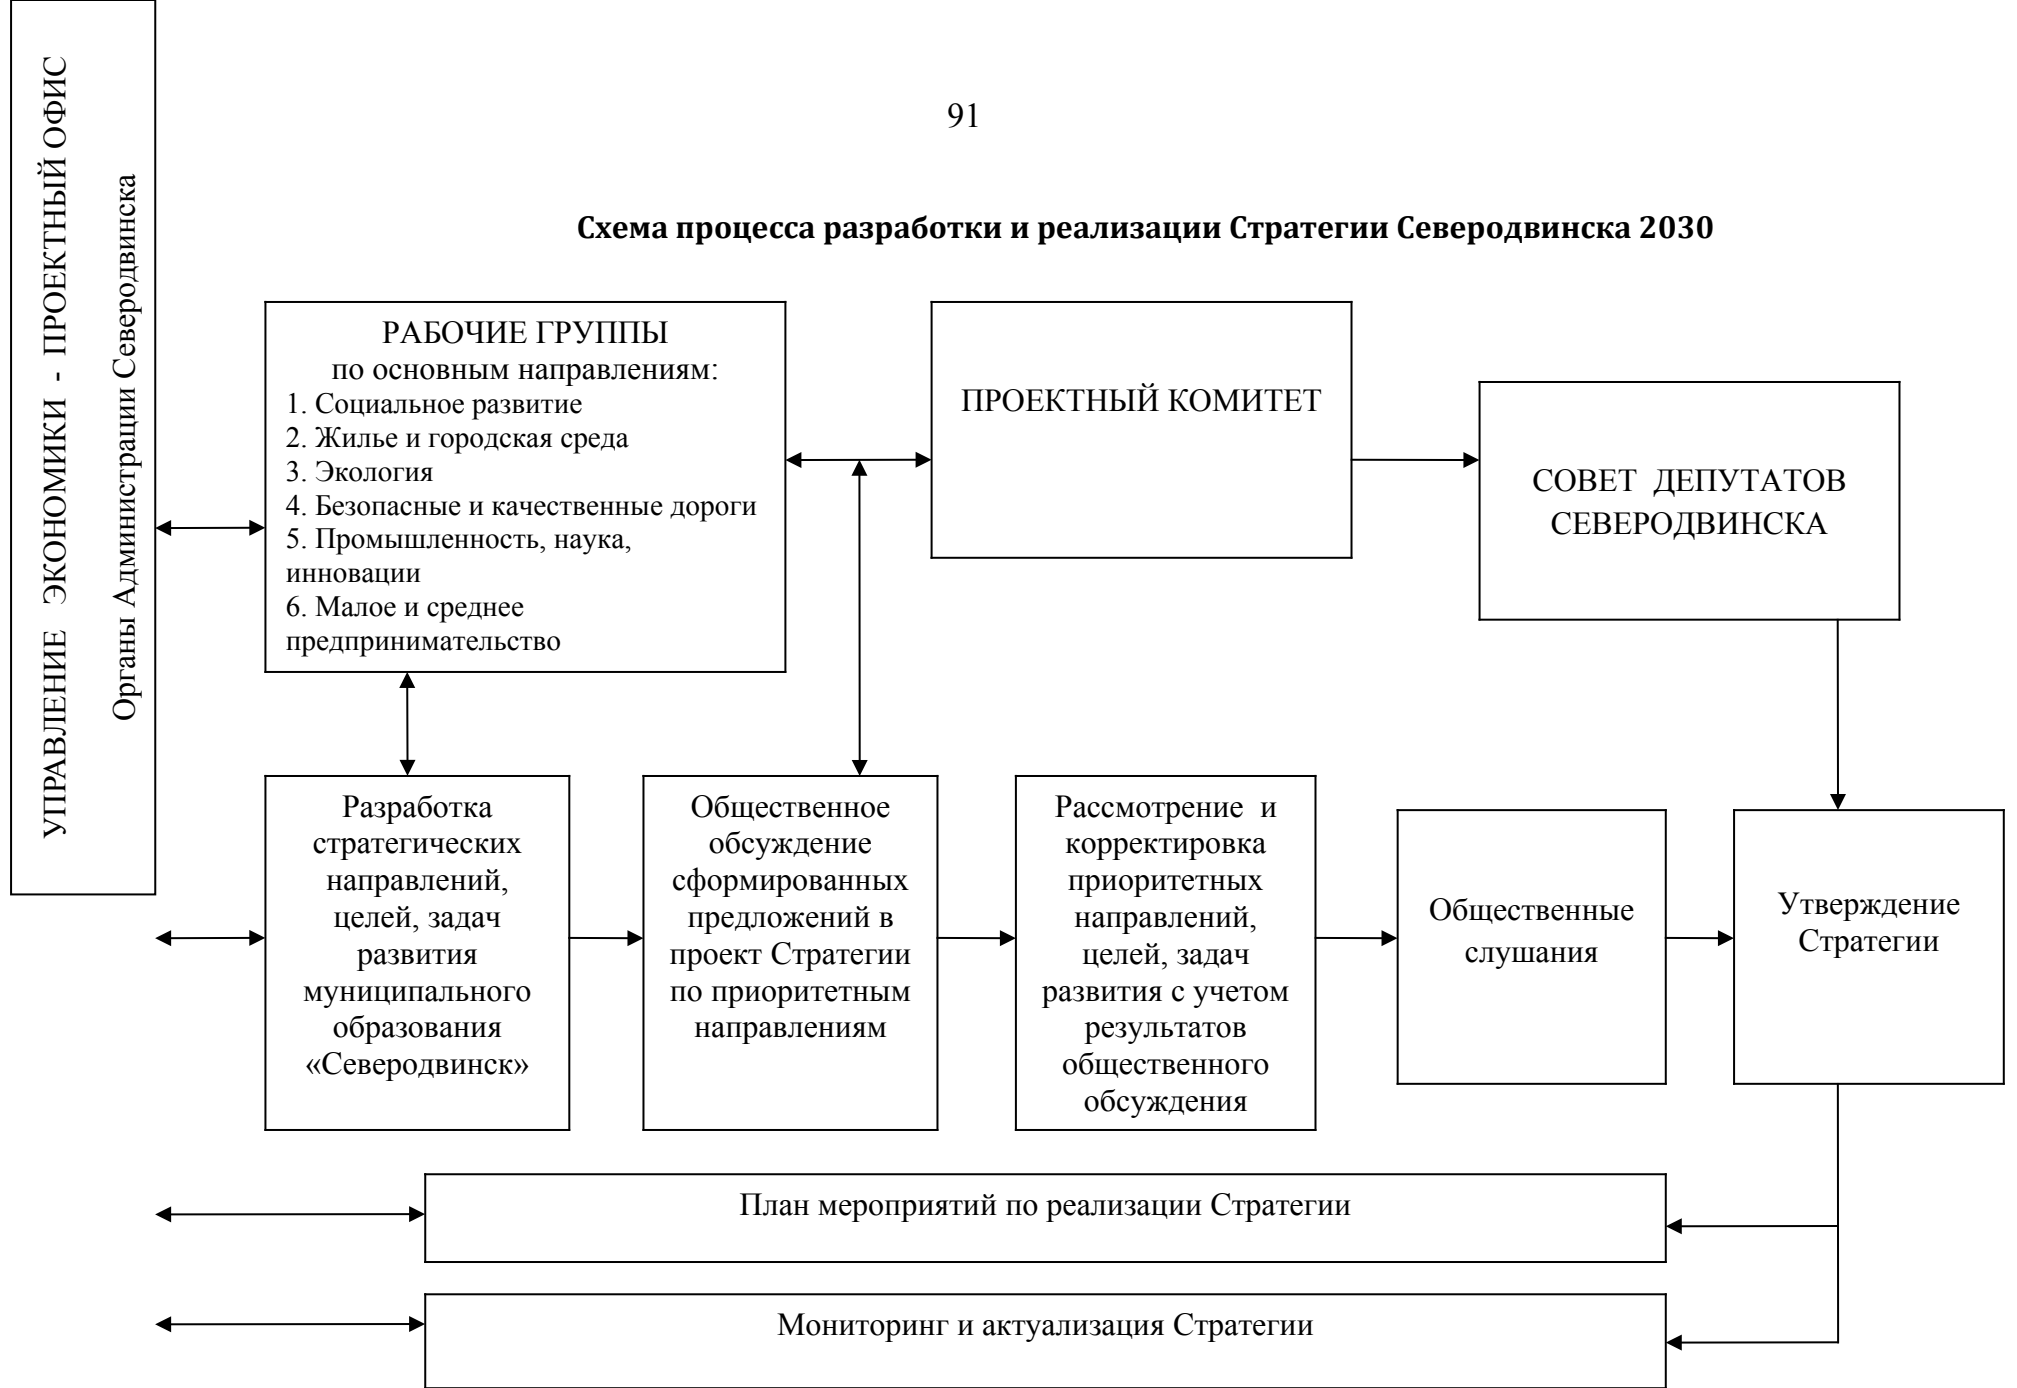 УПРАВЛЕНИЕ ЭКОНОМИКИ - ПРОЕКТНЫЙ ОФИС
Органы Администрации Северодвинска
91
Схема процесса разработки и реализации Стратегии Северодвинска 2030
РАБОЧИЕ ГРУППЫ
по основным направлениям:
1. Социальное развитие
2. Жилье и городская среда
3. Экология
4. Безопасные и качественные дороги
5. Промышленность, наука,
инновации
6. Малое и среднее
предпринимательство
ПРОЕКТНЫЙ КОМИТЕТ
СОВЕТ ДЕПУТАТОВ
СЕВЕРОДВИНСКА
Разработка
стратегических
направлений,
целей, задач
развития
муниципального
образования
«Северодвинск»
Общественное
обсуждение
сформированных
предложений в
проект Стратегии
по приоритетным
направлениям
Рассмотрение и
корректировка
приоритетных
направлений,
целей, задач
развития с учетом
результатов
общественного
обсуждения
Общественные
слушания
Утверждение
Стратегии
План мероприятий по реализации Стратегии
Мониторинг и актуализация Стратегии